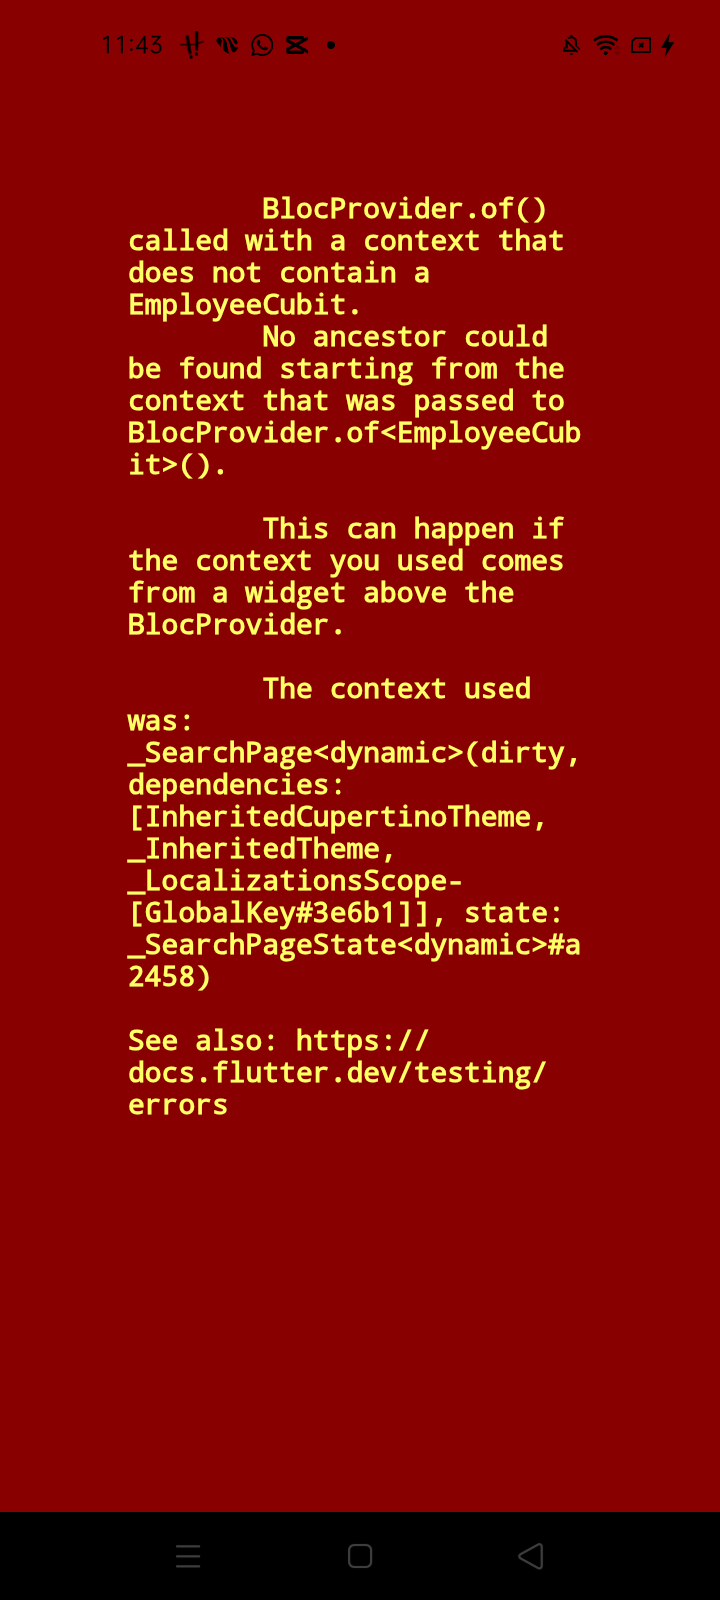 11:43
BlocProvider.of()
called with a context that
does not contain a
EmployeeCubit.
No ancestor could
be found starting from the
context that was passed to
BlocProvider.of<EmployeeCub
it>().
This can happen if
the context you used comes
from a widget above the
BlocProvider.
The context used
was:
_SearchPage<dynamic>(dirty,
dependencies:
[InheritedCupertinoTheme,
_InheritedTheme,
_LocalizationsScope-
[GlobalKey#3e6b1]], state:
_SearchPageState<dynamic>#a
2458)
See also: https://
docs.flutter.dev/testing/
errors